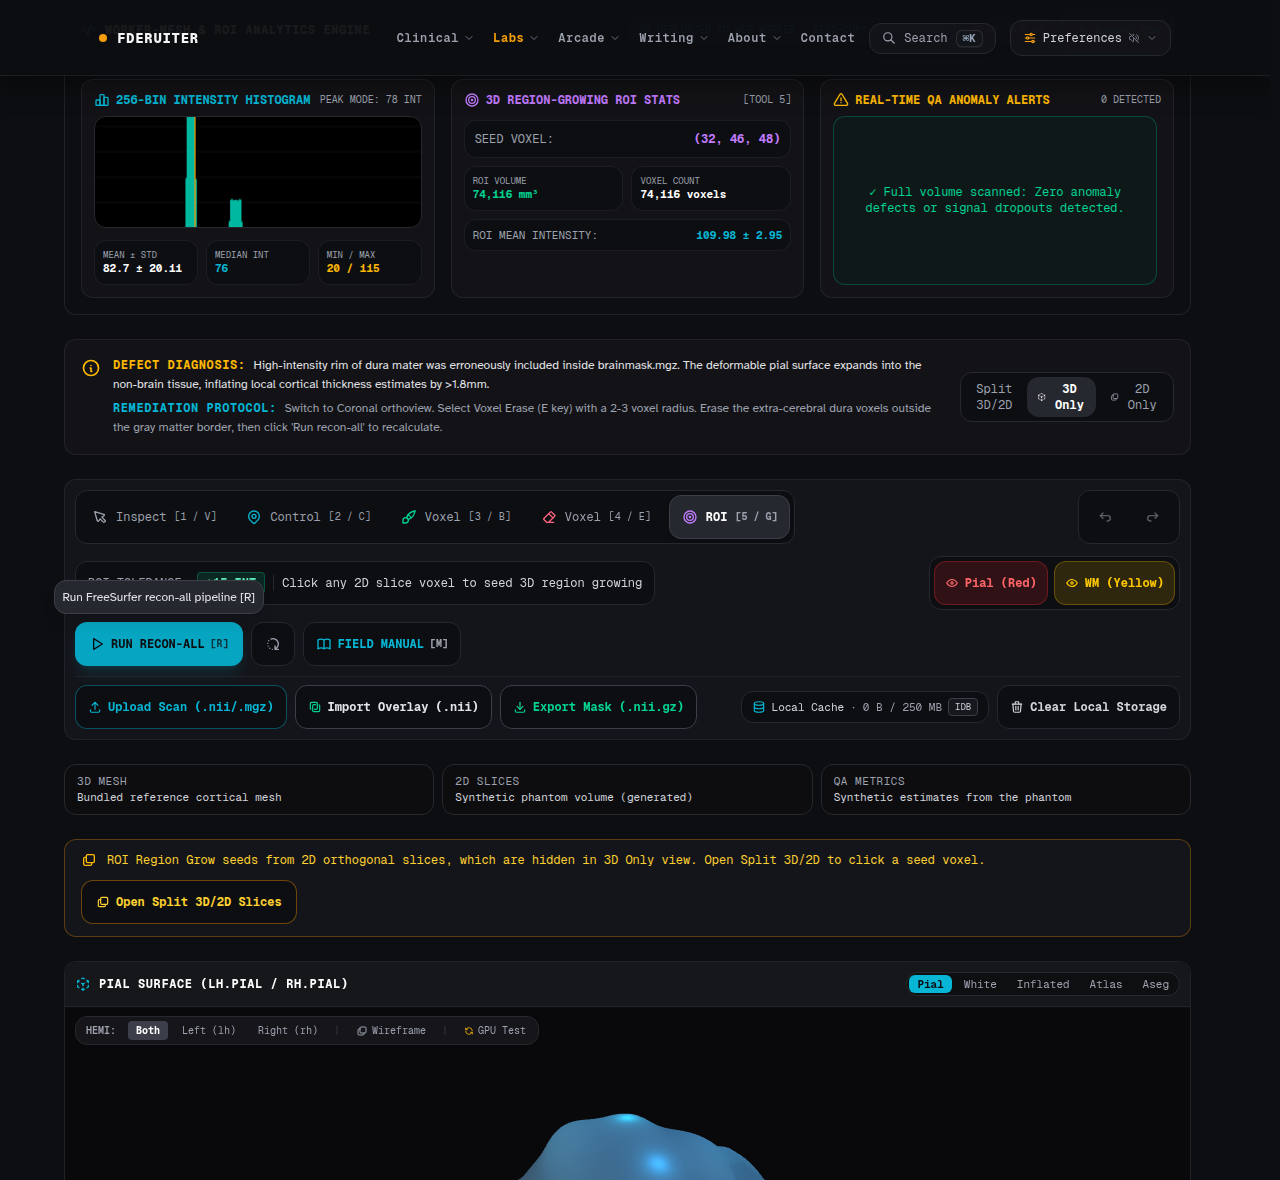 WORKER MESH & ROI ANALYTICS ENGINE
FDERUITER
Clinical
Labs
Arcade
Writing
About
Contact
Search ⌘K
Preferences
256-BIN INTENSITY HISTOGRAM
PEAK MODE: 78 INT
MEAN ± STD
82.7 ± 20.11
MEDIAN INT
76
MIN / MAX
20 / 115
3D REGION-GROWING ROI STATS
[TOOL 5]
SEED VOXEL:
(32, 46, 48)
ROI VOLUME
74,116 mm³
VOXEL COUNT
74,116 voxels
ROI MEAN INTENSITY:
109.98 ± 2.95
REAL-TIME QA ANOMALY ALERTS
0 DETECTED
✓ Full volume scanned: Zero anomaly
defects or signal dropouts detected.
DEFECT DIAGNOSIS: High-intensity rim of dura mater was erroneously included inside brainmask.mgz. The deformable pial surface expands into the
non-brain tissue, inflating local cortical thickness estimates by >1.8mm.
REMEDIATION PROTOCOL: Switch to Coronal orthoview. Select Voxel Erase (E key) with a 2-3 voxel radius. Erase the extra-cerebral dura voxels outside
the gray matter border, then click 'Run recon-all' to recalculate.
Split
3D/2D
3D
Only
2D
Only
Inspect [1 / V]
Control [2 / C]
Voxel [3 / B]
Voxel [4 / E]
ROI [5 / G]
Click any 2D slice voxel to seed 3D region growing
Pial (Red)
WM (Yellow)
Run FreeSurfer recon-all pipeline [R]
RUN RECON-ALL [R]
FIELD MANUAL [M]
Upload Scan (.nii/.mgz)
Import Overlay (.nii)
Export Mask (.nii.gz)
Local Cache · 0 B / 250 MB IDB
Clear Local Storage
3D MESH
Bundled reference cortical mesh
2D SLICES
Synthetic phantom volume (generated)
QA METRICS
Synthetic estimates from the phantom
ROI Region Grow seeds from 2D orthogonal slices, which are hidden in 3D Only view. Open Split 3D/2D to click a seed voxel.
Open Split 3D/2D Slices
PIAL SURFACE (LH.PIAL / RH.PIAL)
Pial
White
Inflated
Atlas
Aseg
HEMI:
Both
Left (lh)
Right (rh)
Wireframe
GPU Test